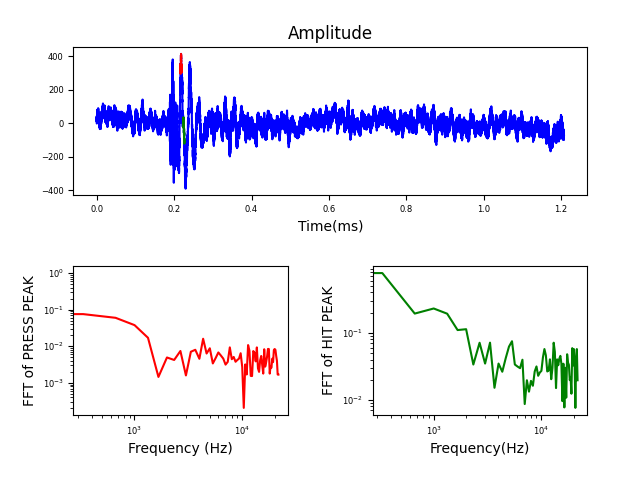 Amplitude
400
200
0
−200
−400
0.0 0.2 0.4 0.6 0.8 1.0 1.2
Time(ms)
FFT of PRESS PEAK
10⁰
10⁻¹
10⁻²
10⁻³
10³ 10⁴
Frequency (Hz)
FFT of HIT PEAK
10⁻¹
10⁻²
10³ 10⁴
Frequency(Hz)